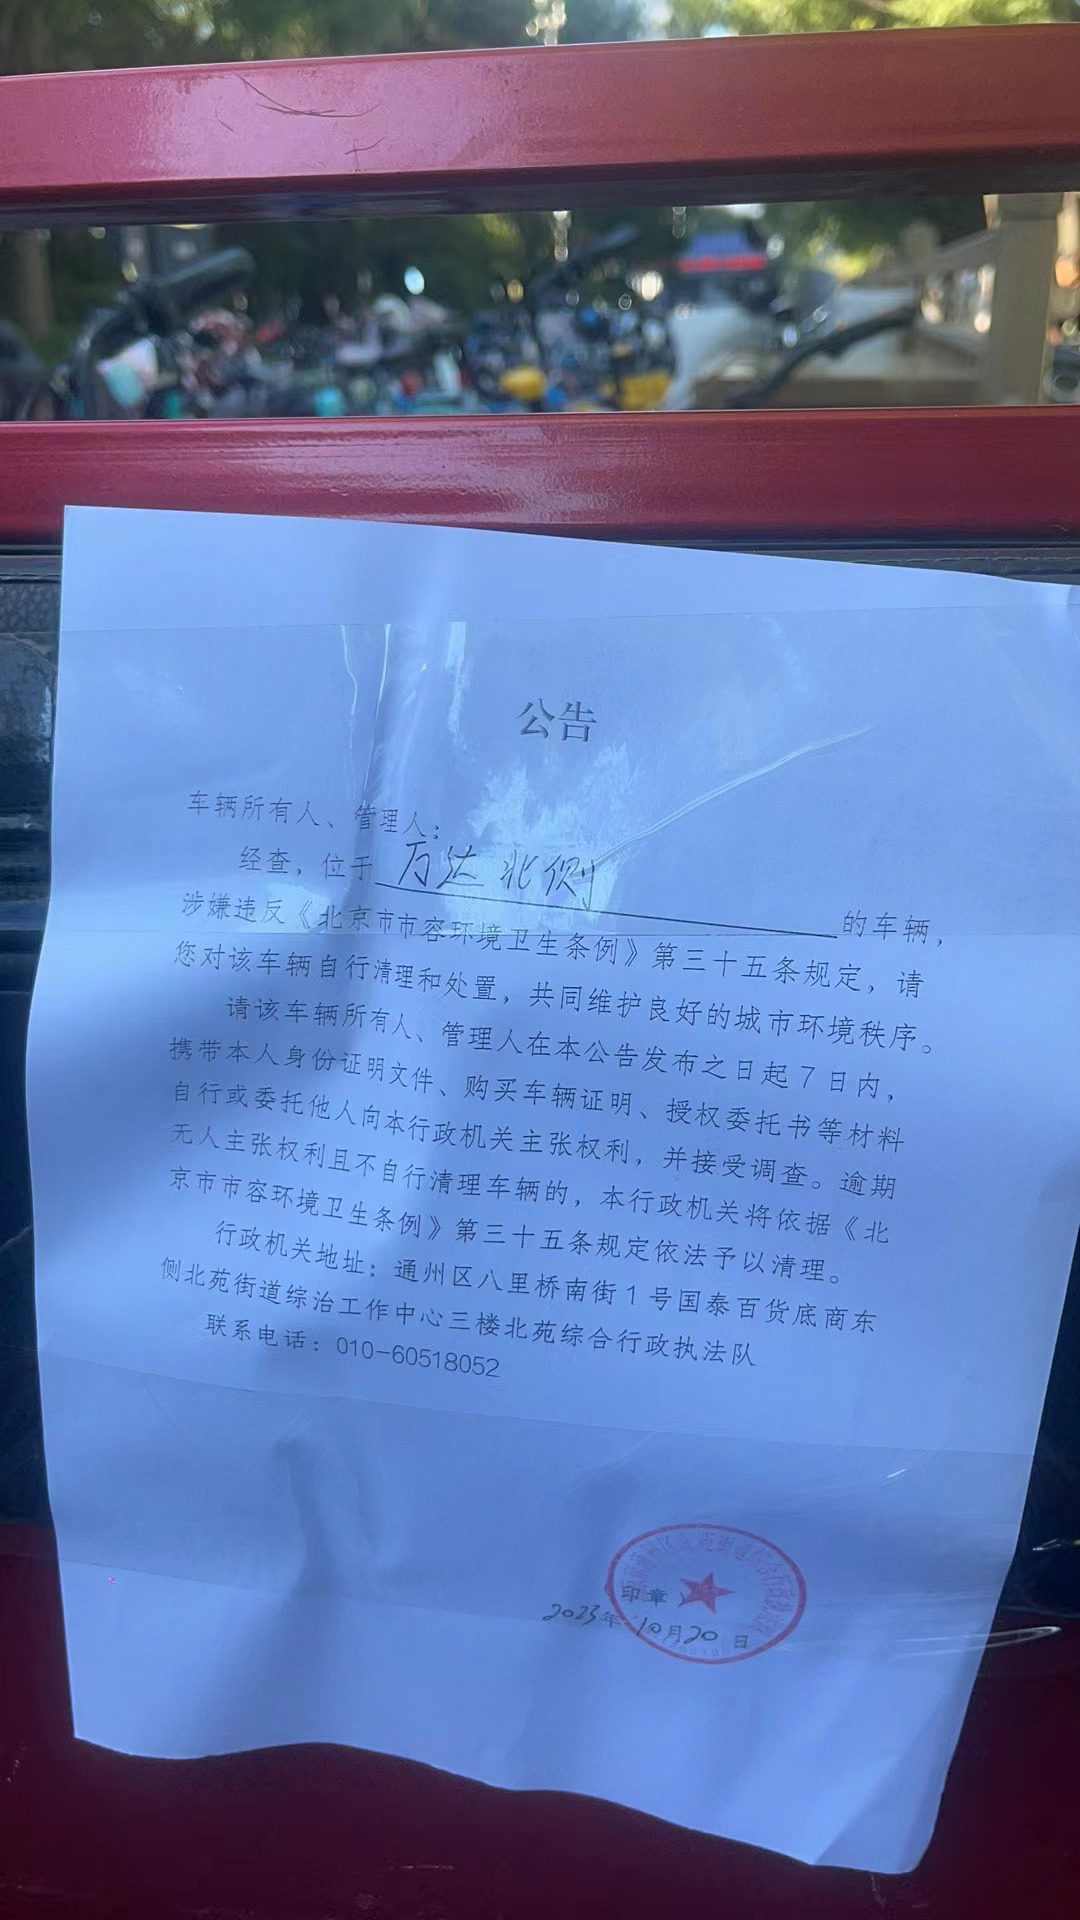 公告
车辆所有人、管理人：
经查，位于 万达北侧 的车辆，
涉嫌违反《北京市市容环境卫生条例》第三十五条规定，请
您对该车辆自行清理和处置，共同维护良好的城市环境秩序。
请该车辆所有人、管理人在本公告发布之日起7日内，
携带本人身份证明文件、购买车辆证明、授权委托书等材料
自行或委托他人向本行政机关主张权利，并接受调查。逾期
无人主张权利且不自行清理车辆的，本行政机关将依据《北
京市市容环境卫生条例》第三十五条规定依法予以清理。
行政机关地址：通州区八里桥南街1号国泰百货底商东
侧北苑街道综治工作中心三楼北苑综合行政执法队
联系电话：010-60518052
印章
2023年10月20日